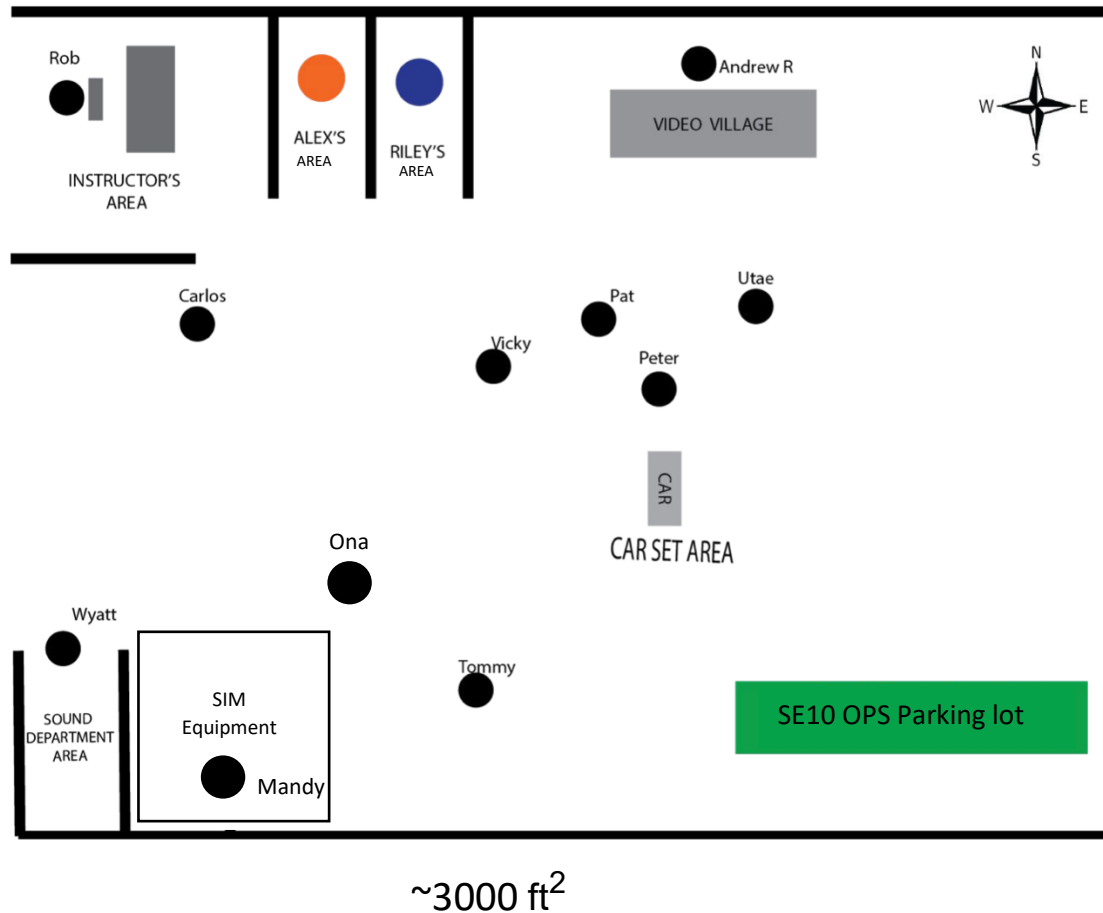 Rob
Andrew R
N
W
E
S
ALEX'S
AREA
RILEY'S
AREA
VIDEO VILLAGE
INSTRUCTOR'S
AREA
Carlos
Pat
Utae
Vicky
Peter
CAR
CAR SET AREA
Ona
Wyatt
Tommy
SIM
Equipment
SOUND
DEPARTMENT
AREA
Mandy
SE10 OPS Parking lot
~3000 ft²